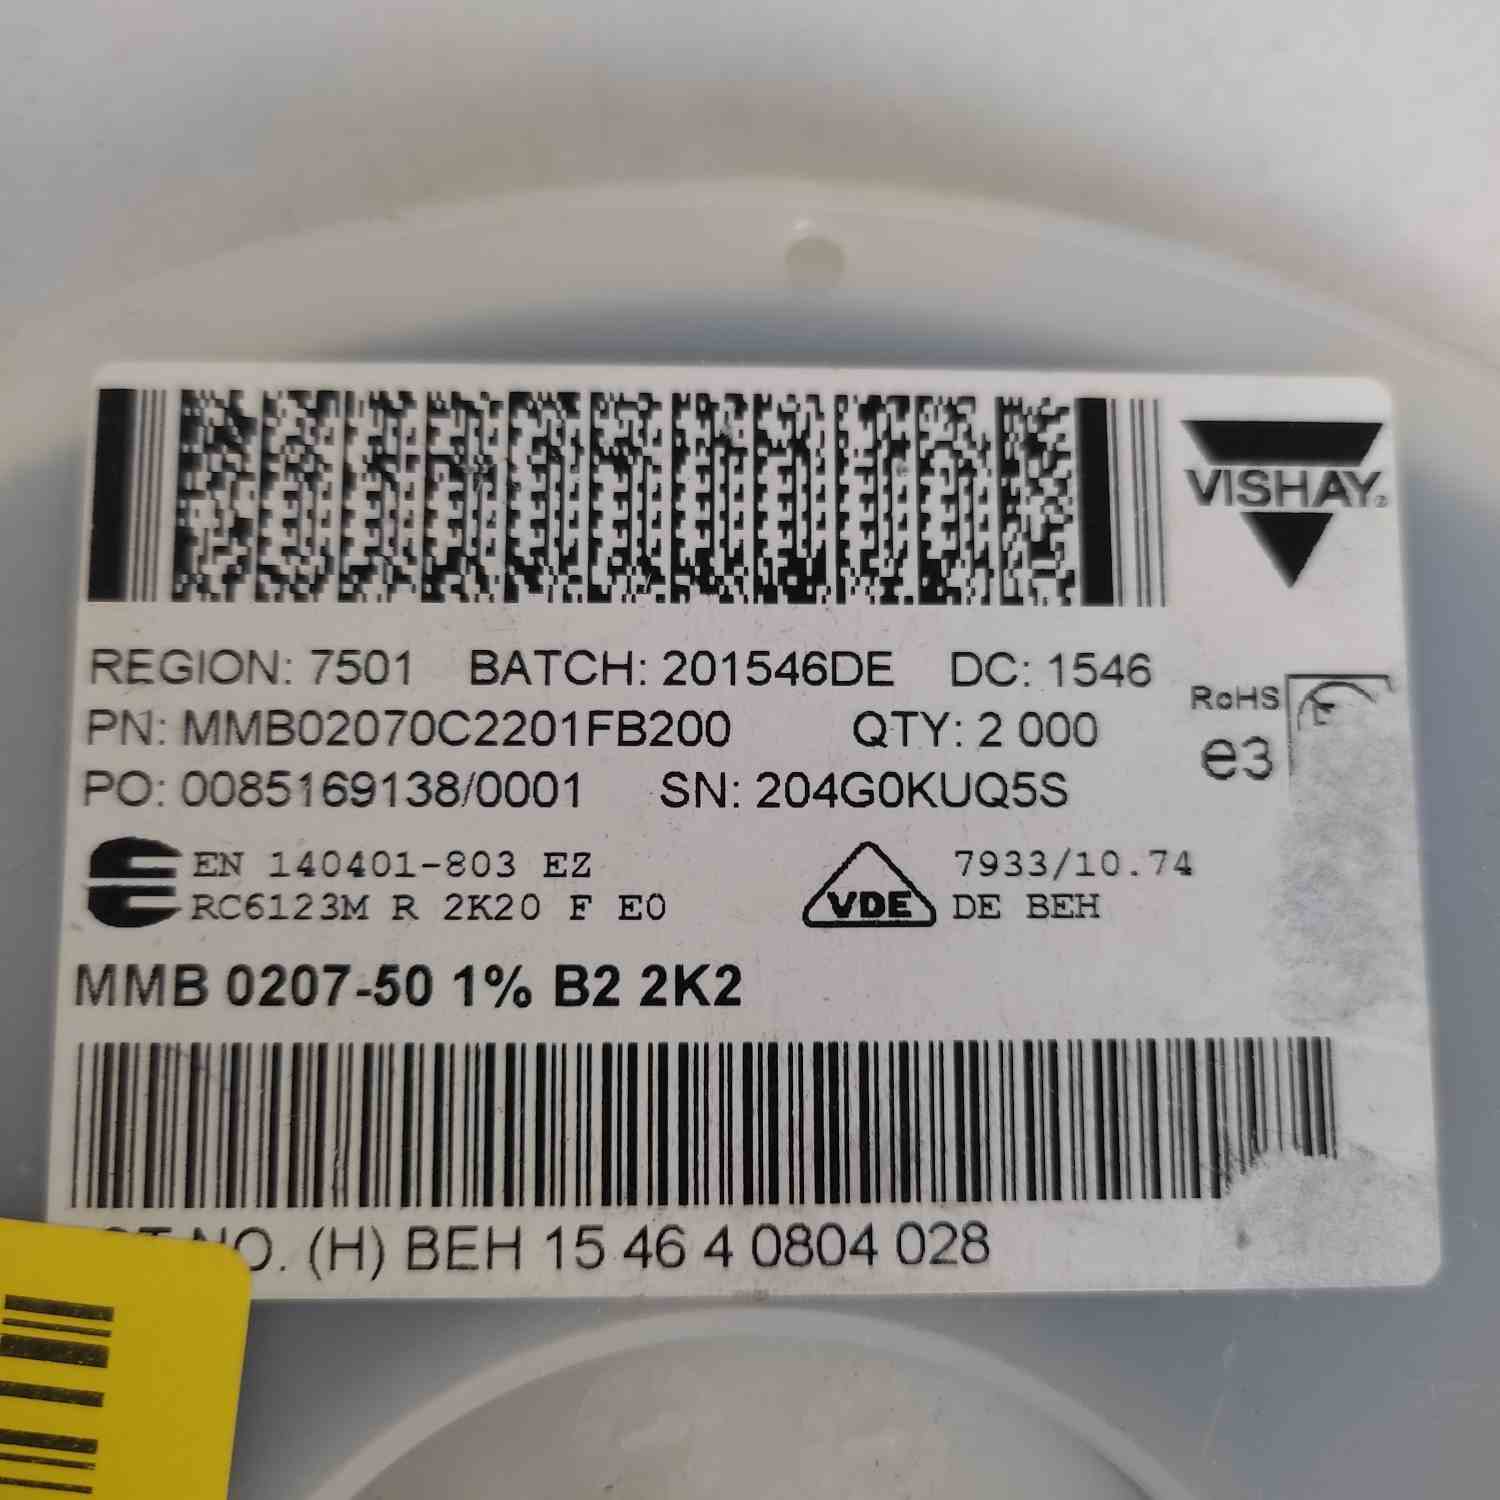 VISHAY®
REGION: 7501 BATCH: 201546DE DC: 1546
PN: MMB02070C2201FB200 QTY: 2 000
PO: 0085169138/0001 SN: 204G0KUQ5S
RoHS
e3
EN 140401-803 EZ
RC6123M R 2K20 F E0
VDE
7933/10.74
DE BEH
MMB 0207-50 1% B2 2K2
NO. (H) BEH 15 46 4 0804 028